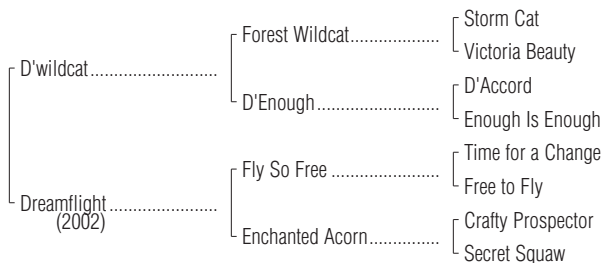 Storm Cat
Forest Wildcat...................
Victoria Beauty
D'wildcat...........................
D'Accord
D'Enough..........................
Enough Is Enough
Time for a Change
Fly So Free .......................
Free to Fly
Dreamflight.......................
(2002)
Crafty Prospector
Enchanted Acorn...............
Secret Squaw